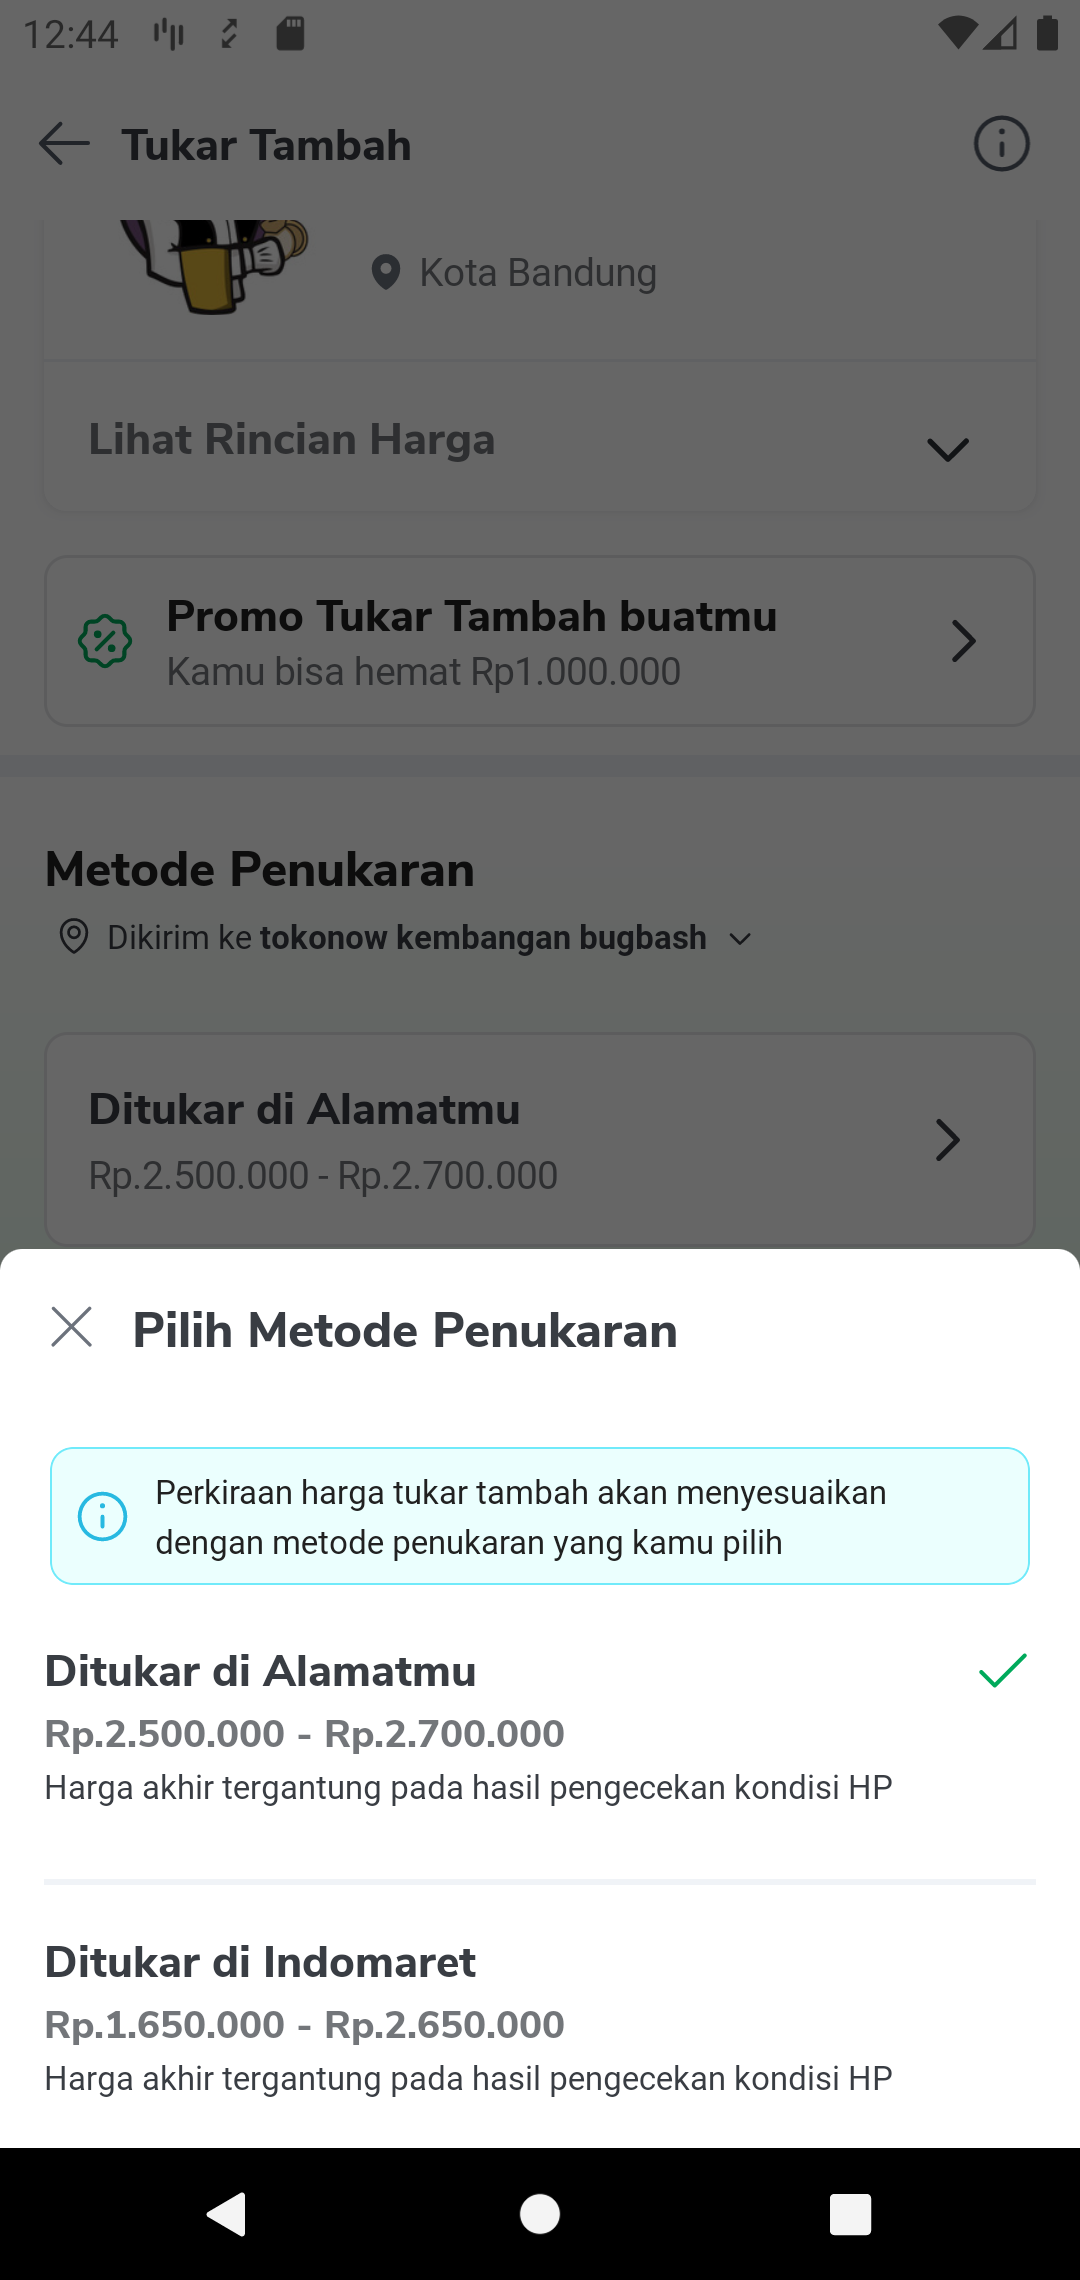 12:44
Tukar Tambah
Kota Bandung
Lihat Rincian Harga
Promo Tukar Tambah buatmu
Kamu bisa hemat Rp1.000.000
Metode Penukaran
Dikirim ke tokonow kembangan bugbash
Ditukar di Alamatmu
Rp.2.500.000 - Rp.2.700.000
Pilih Metode Penukaran
Perkiraan harga tukar tambah akan menyesuaikan
dengan metode penukaran yang kamu pilih
Ditukar di Alamatmu
Rp.2.500.000 - Rp.2.700.000
Harga akhir tergantung pada hasil pengecekan kondisi HP
Ditukar di Indomaret
Rp.1.650.000 - Rp.2.650.000
Harga akhir tergantung pada hasil pengecekan kondisi HP